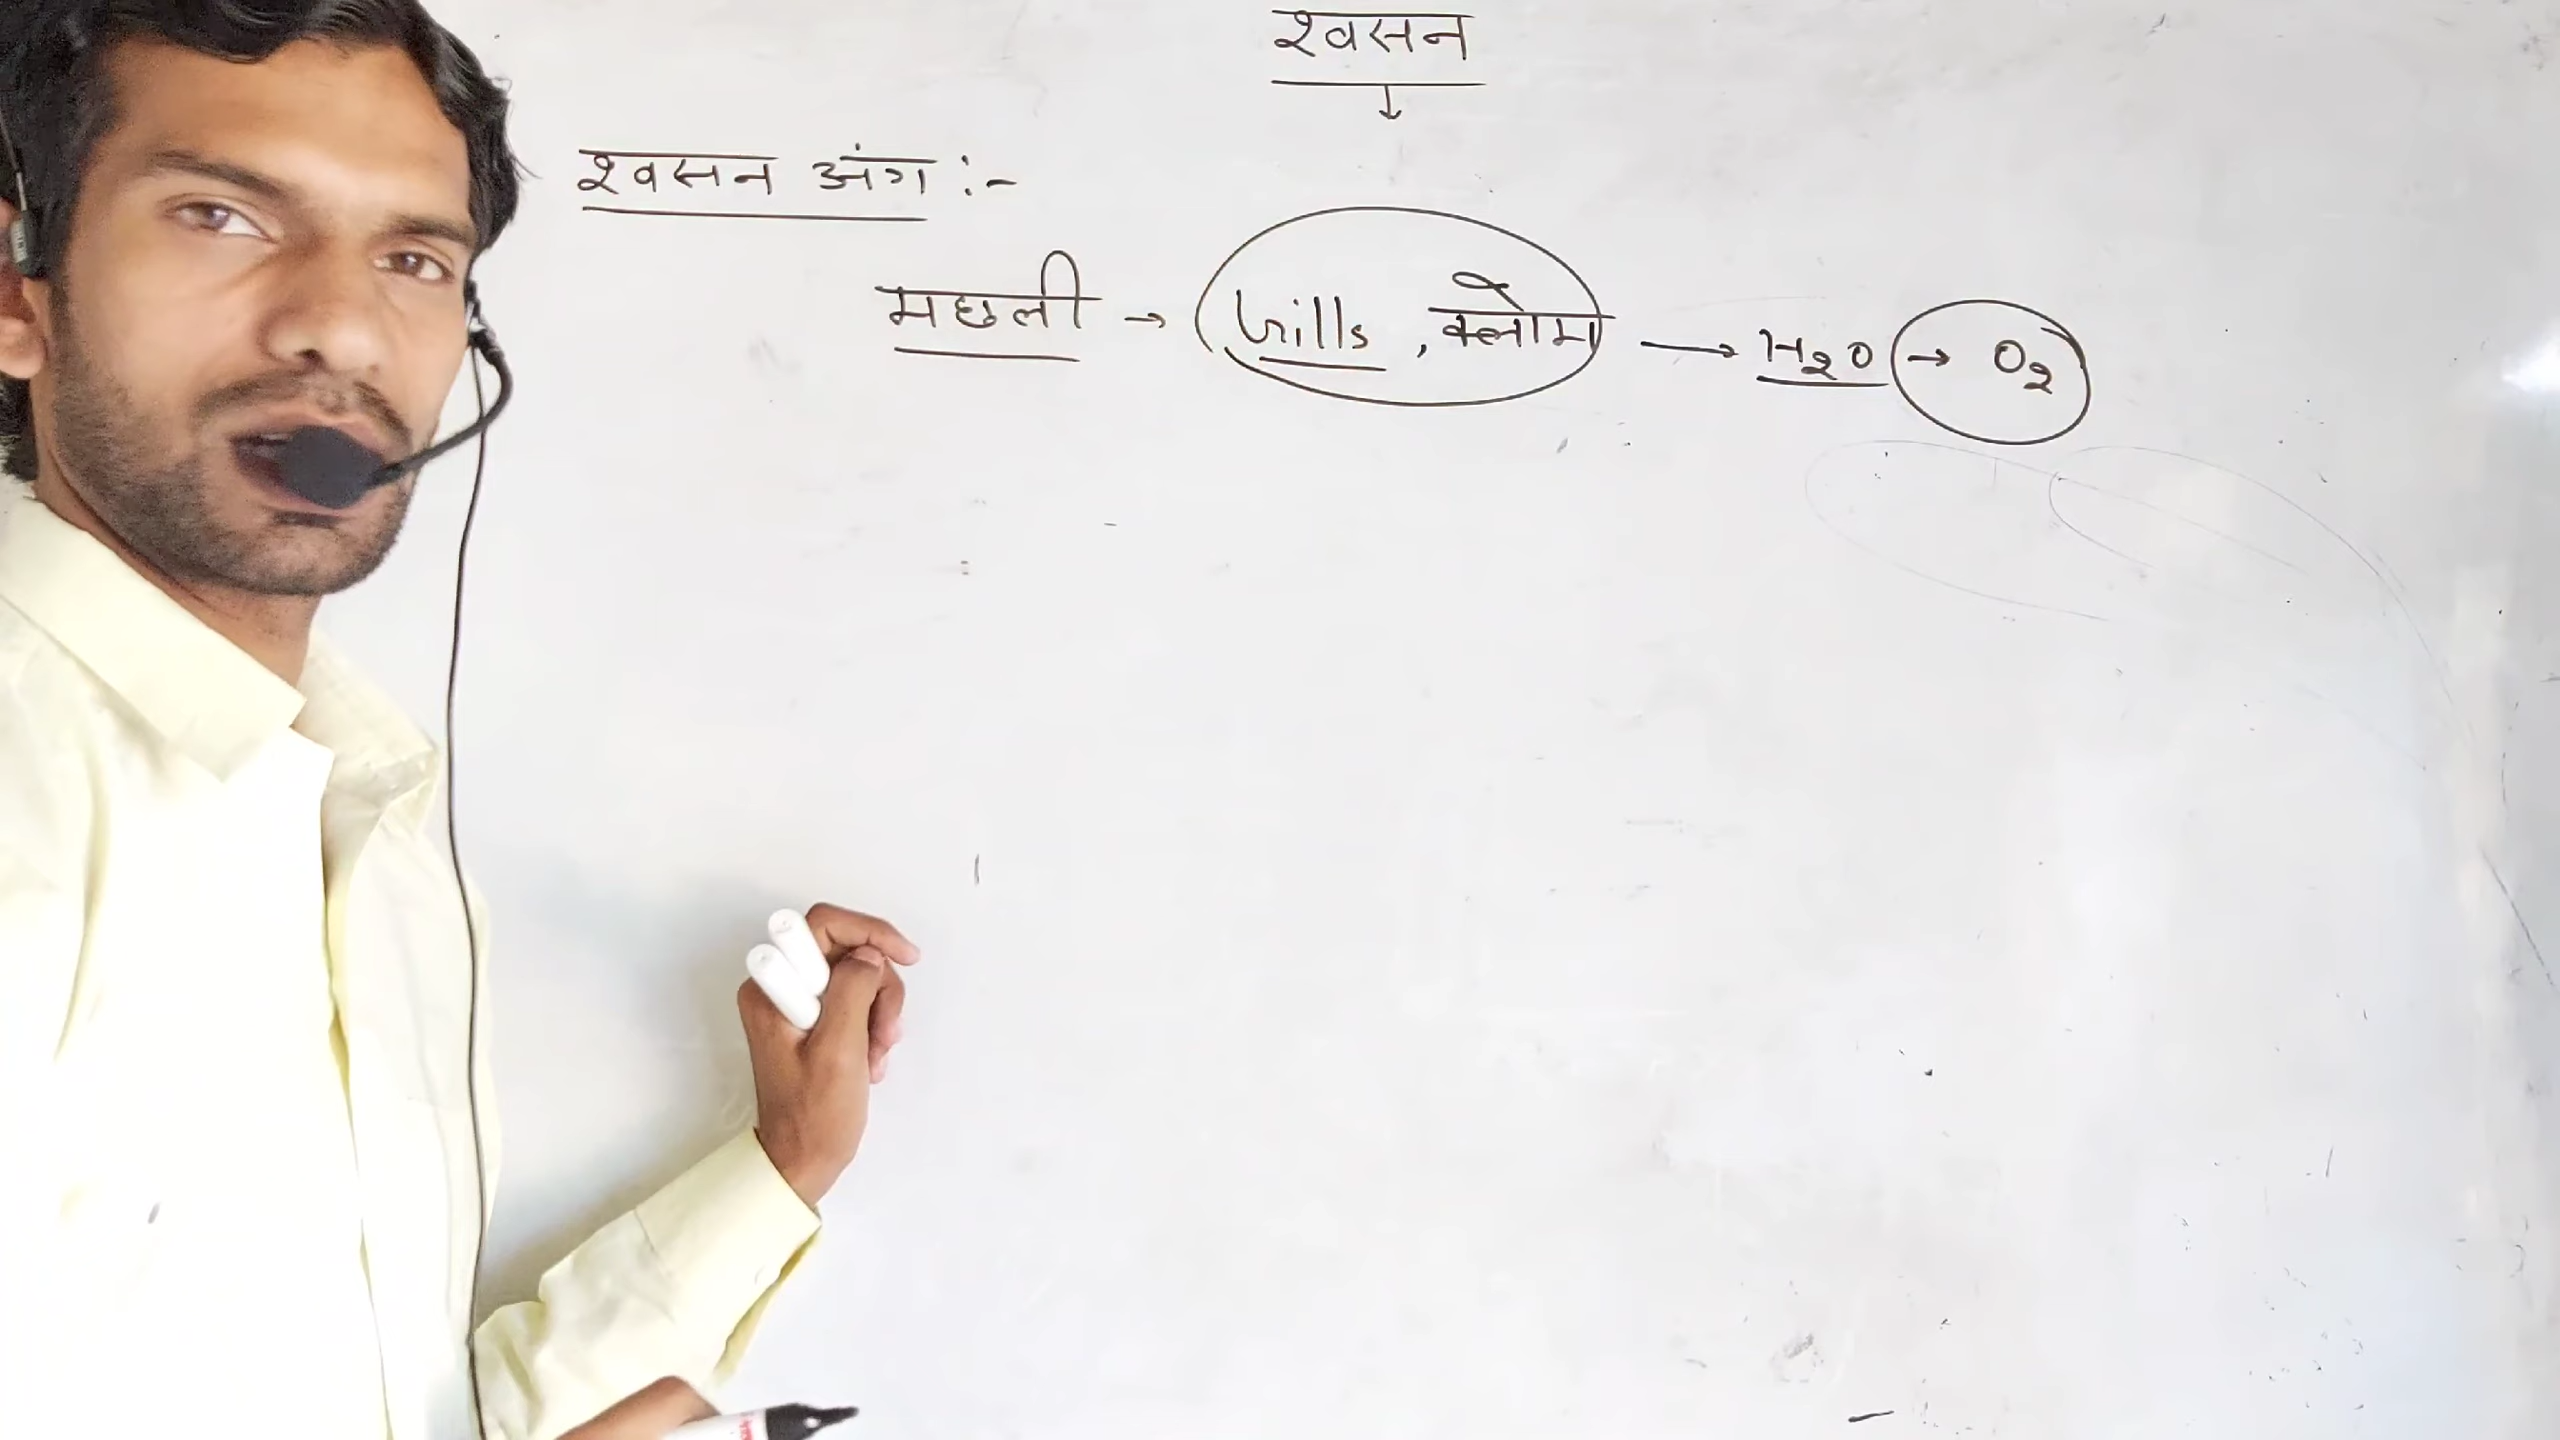 श्वसन
↓
श्वसन अंग :-
मछली → Gills, क्लोम → H2O → O2